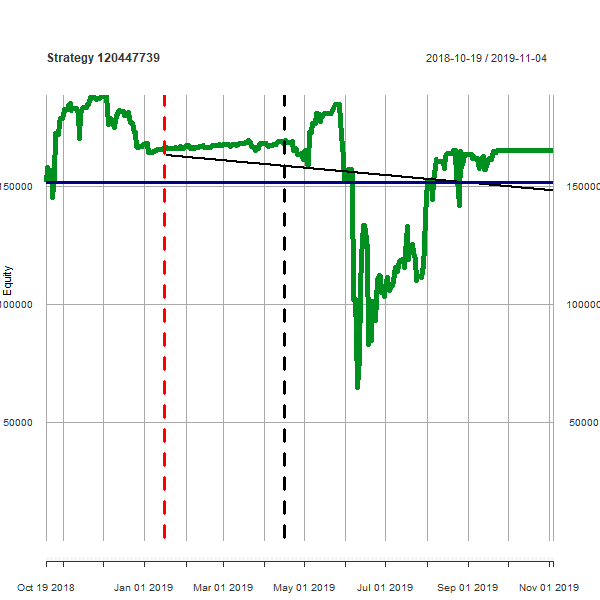 Strategy 120447739
2018-10-19 / 2019-11-04
150000 150000
Equity
100000 100000
50000 50000
Oct 19 2018 Jan 01 2019 Mar 01 2019 May 01 2019 Jul 01 2019 Sep 01 2019 Nov 01 2019